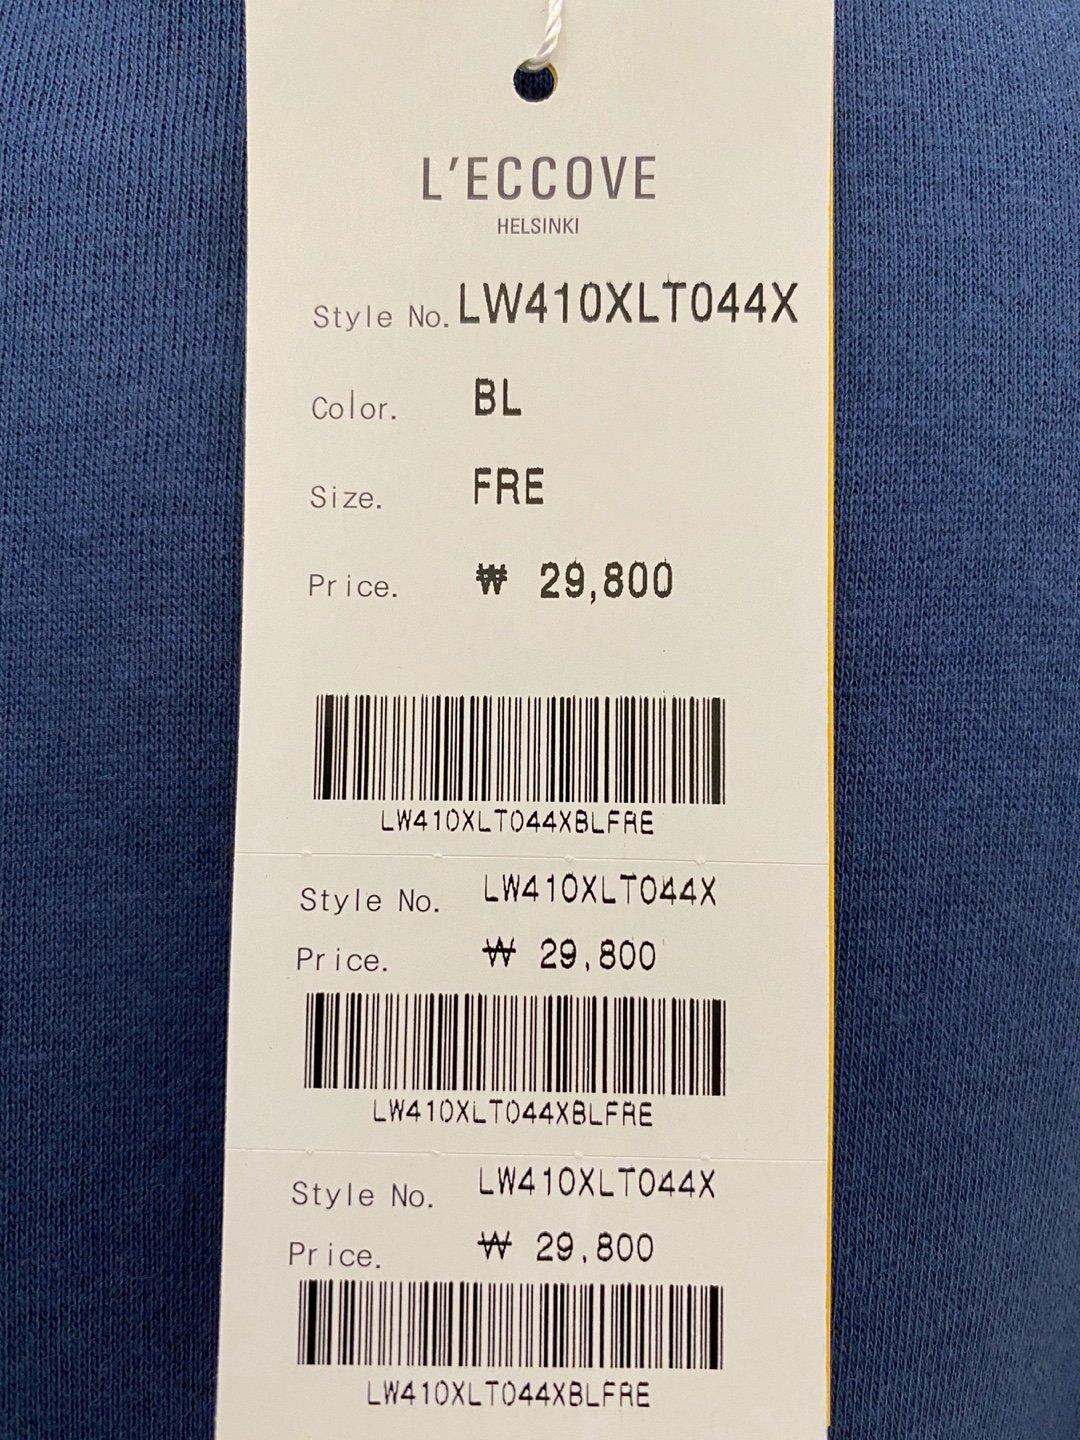 L'ECCOVE
HELSINKI
Style No. LW410XLT044X
Color. BL
Size. FRE
Price. ₩ 29,800
LW410XLT044XBLFRE
Style No. LW410XLT044X
Price. ₩ 29,800
LW410XLT044XBLFRE
Style No. LW410XLT044X
Price. ₩ 29,800
LW410XLT044XBLFRE